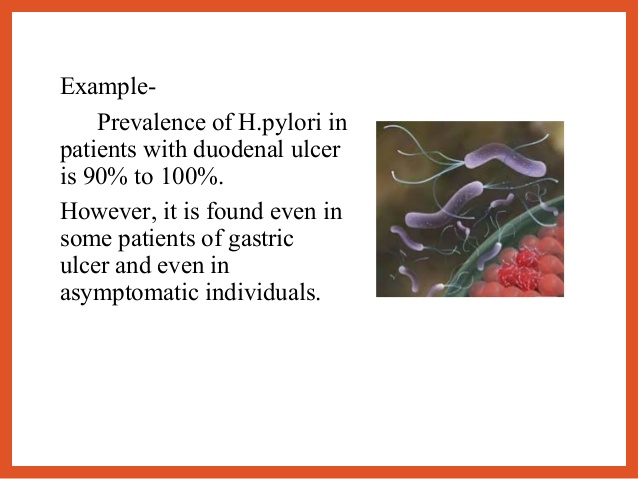 Example-
Prevalence of H.pylori in
patients with duodenal ulcer
is 90% to 100%.
However, it is found even in
some patients of gastric
ulcer and even in
asymptomatic individuals.